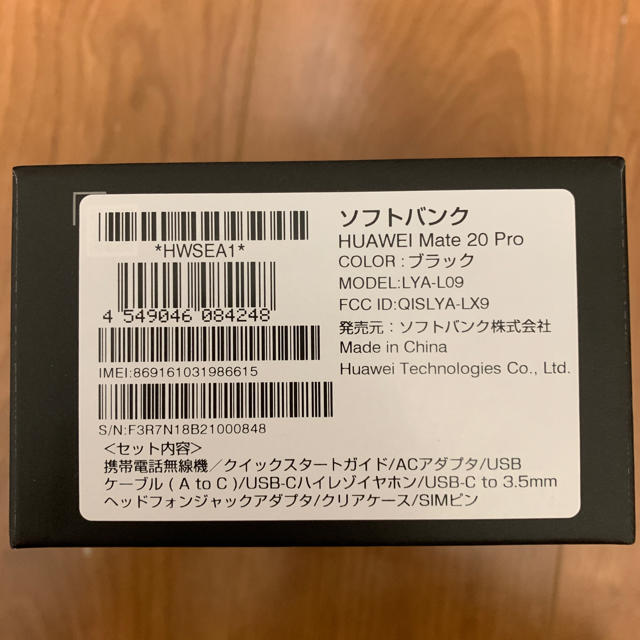 *HWSEA1*
4 549046 084248
IMEI:869161031986615
S/N:F3R7N18B21000848
ソフトバンク
HUAWEI Mate 20 Pro
COLOR : ブラック
MODEL:LYA-L09
FCC ID:QISLYA-LX9
発売元 : ソフトバンク株式会社
Made in China
Huawei Technologies Co., Ltd.
<セット内容>
携帯電話無線機/クイックスタートガイド/ACアダプタ/USB
ケーブル ( A to C )/USB-Cハイレゾイヤホン/USB-C to 3.5mm
ヘッドフォンジャックアダプタ/クリアケース/SIMピン